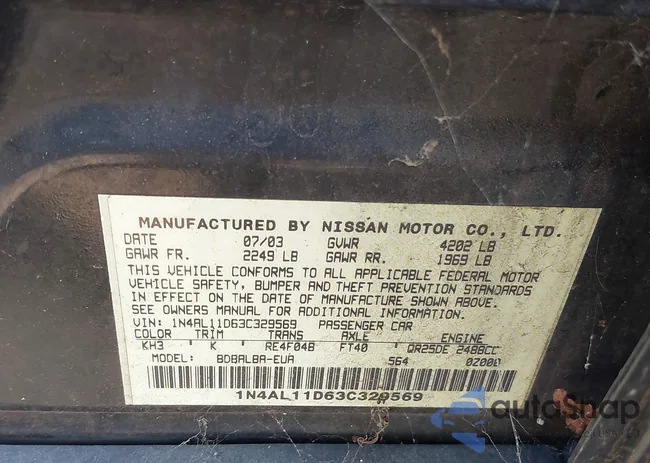 MANUFACTURED BY NISSAN MOTOR CO., LTD.
DATE 07/03 GVWR 4202 LB
GAWR FR. 2249 LB GAWR RR. 1969 LB
THIS VEHICLE CONFORMS TO ALL APPLICABLE FEDERAL MOTOR
VEHICLE SAFETY, BUMPER AND THEFT PREVENTION STANDARDS
IN EFFECT ON THE DATE OF MANUFACTURE SHOWN ABOVE.
SEE OWNERS MANUAL FOR ADDITIONAL INFORMATION.
VIN: 1N4AL11D63C329569 PASSENGER CAR
COLOR TRIM TRANS AXLE ENGINE
KH3 K RE4F04B FT40 QR25DE 2488CC
MODEL: BDBALBA-EUA 564 0Z000
1N4AL11D63C329569
autoSnap